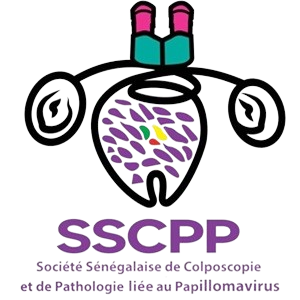 SSCPP
Société Sénégalaise de Colposcopie
et de Pathologie liée au Papillomavirus